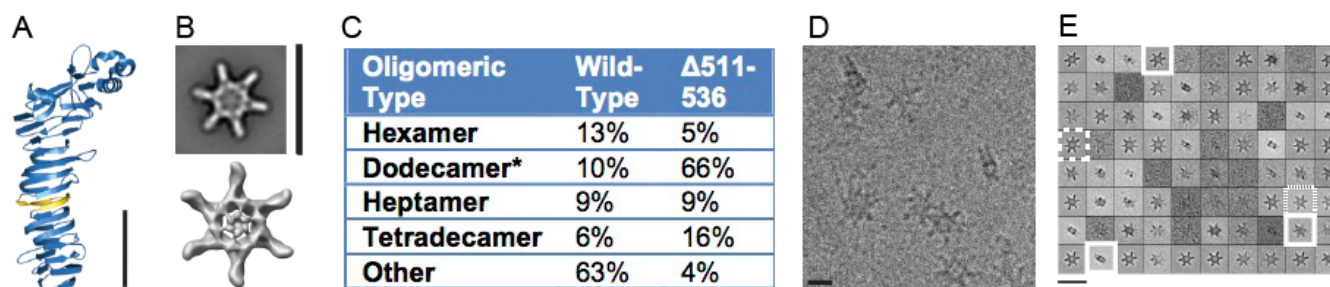 A
B
C
D
E
Oligomeric Type Wild-Type Δ511-536
Hexamer 13% 5%
Dodecamer* 10% 66%
Heptamer 9% 9%
Tetradecamer 6% 16%
Other 63% 4%